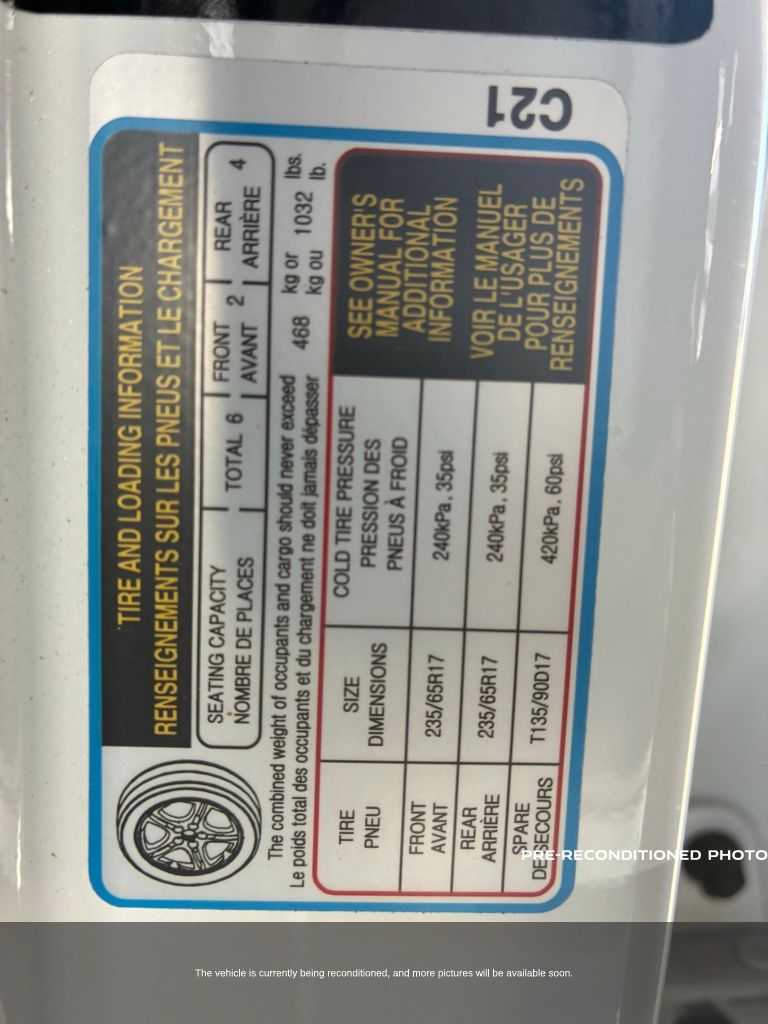 C21
TIRE AND LOADING INFORMATION
RENSEIGNEMENTS SUR LES PNEUS ET LE CHARGEMENT
SEATING CAPACITY
NOMBRE DE PLACES
TOTAL 6
FRONT
AVANT
2
REAR
ARRIÈRE
4
The combined weight of occupants and cargo should never exceed 468 kg or 1032 lbs.
Le poids total des occupants et du chargement ne doit jamais dépasser kg ou lb.
TIRE
PNEU
SIZE
DIMENSIONS
COLD TIRE PRESSURE
PRESSION DES
PNEUS À FROID
FRONT
AVANT
235/65R17
240kPa, 35psi
REAR
ARRIÈRE
235/65R17
240kPa, 35psi
SPARE
DE SECOURS
T135/90D17
420kPa, 60psi
SEE OWNER'S
MANUAL FOR
ADDITIONAL
INFORMATION
VOIR LE MANUEL
DE L'USAGER
POUR PLUS DE
RENSEIGNEMENTS
PRE-RECONDITIONED PHOTO
The vehicle is currently being reconditioned, and more pictures will be available soon.